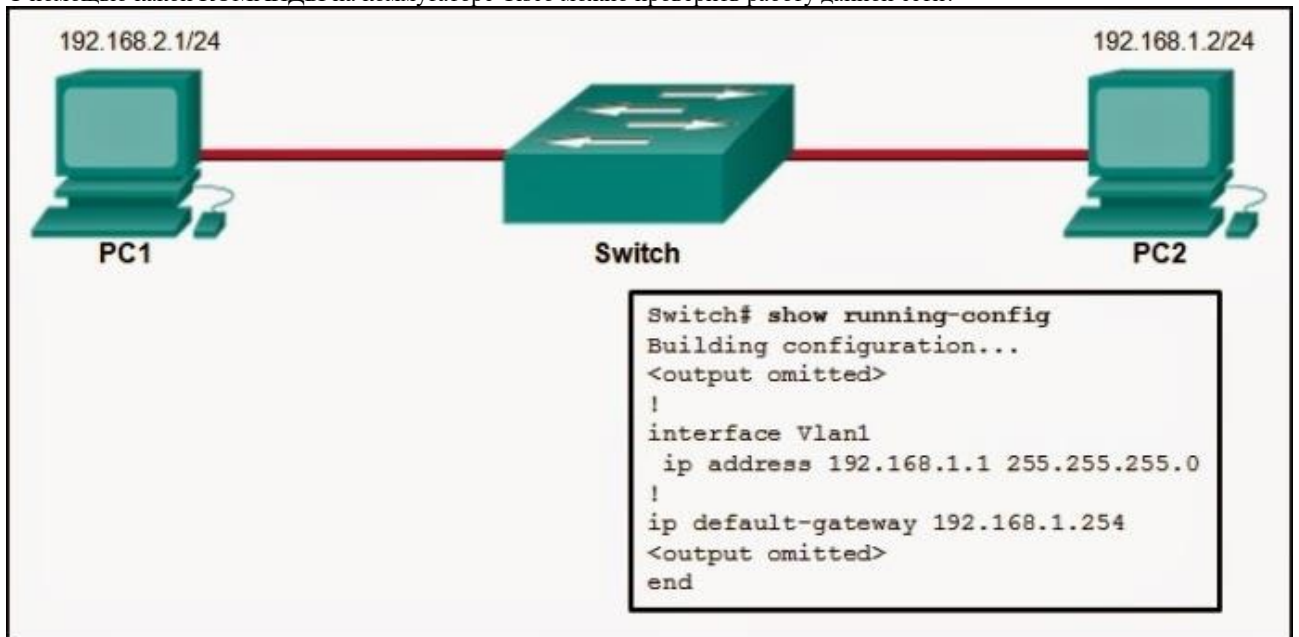 192.168.2.1/24
192.168.1.2/24
PC1
Switch
PC2
Switch# show running-config
Building configuration...
<output omitted>
!
interface Vlan1
ip address 192.168.1.1 255.255.255.0
!
ip default-gateway 192.168.1.254
<output omitted>
end